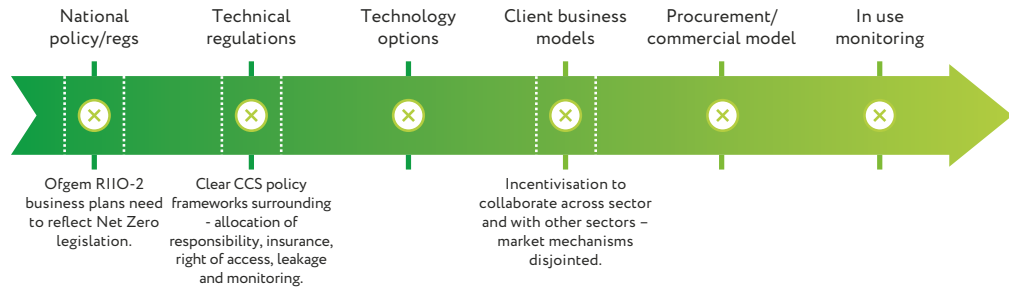 National
policy/regs
Technical
regulations
Technology
options
Client business
models
Procurement/
commercial model
In use
monitoring
Ofgem RIIO-2
business plans need
to reflect Net Zero
legislation.
Clear CCS policy
frameworks surrounding
- allocation of
responsibility, insurance,
right of access, leakage
and monitoring.
Incentivisation to
collaborate across sector
and with other sectors –
market mechanisms
disjointed.